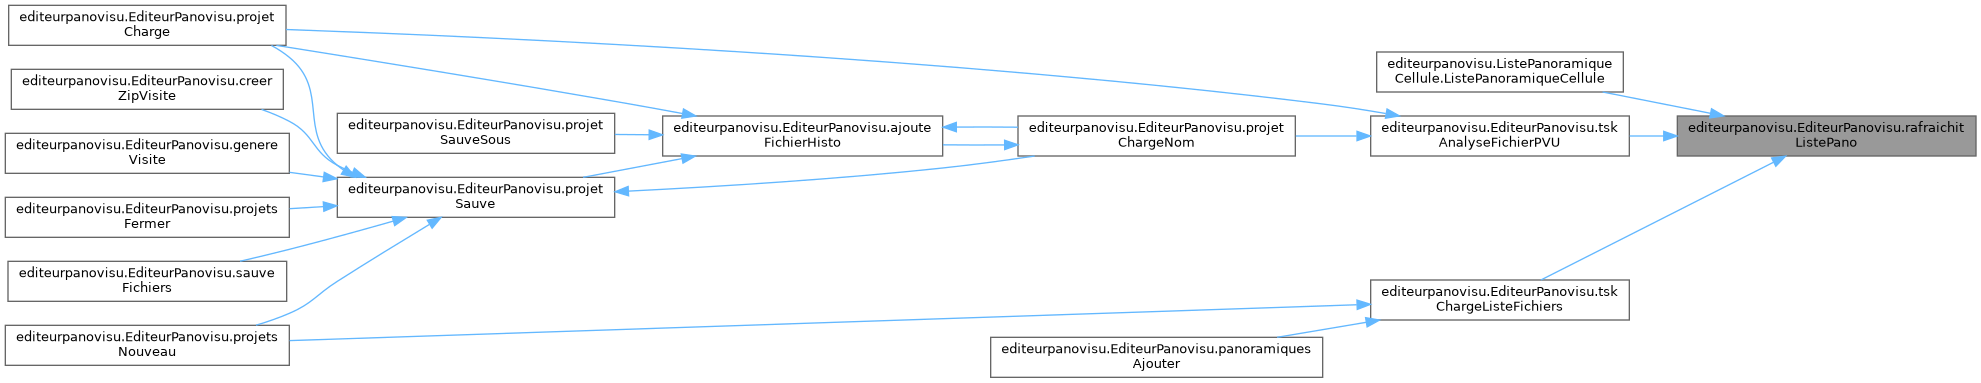 editeurpanovisu.EditeurPanovisu.projet
Charge
editeurpanovisu.EditeurPanovisu.creer
ZipVisite
editeurpanovisu.EditeurPanovisu.genere
Visite
editeurpanovisu.EditeurPanovisu.projets
Fermer
editeurpanovisu.EditeurPanovisu.sauve
Fichiers
editeurpanovisu.EditeurPanovisu.projets
Nouveau
editeurpanovisu.EditeurPanovisu.projet
SauveSous
editeurpanovisu.EditeurPanovisu.projet
Sauve
editeurpanovisu.EditeurPanovisu.ajoute
FichierHisto
editeurpanovisu.EditeurPanovisu.projet
ChargeNom
editeurpanovisu.EditeurPanovisu.panoramiques
Ajouter
editeurpanovisu.ListePanoramique
Cellule.ListePanoramiqueCellule
editeurpanovisu.EditeurPanovisu.tsk
AnalyseFichierPVU
editeurpanovisu.EditeurPanovisu.tsk
ChargeListeFichiers
editeurpanovisu.EditeurPanovisu.rafraichit
ListePano